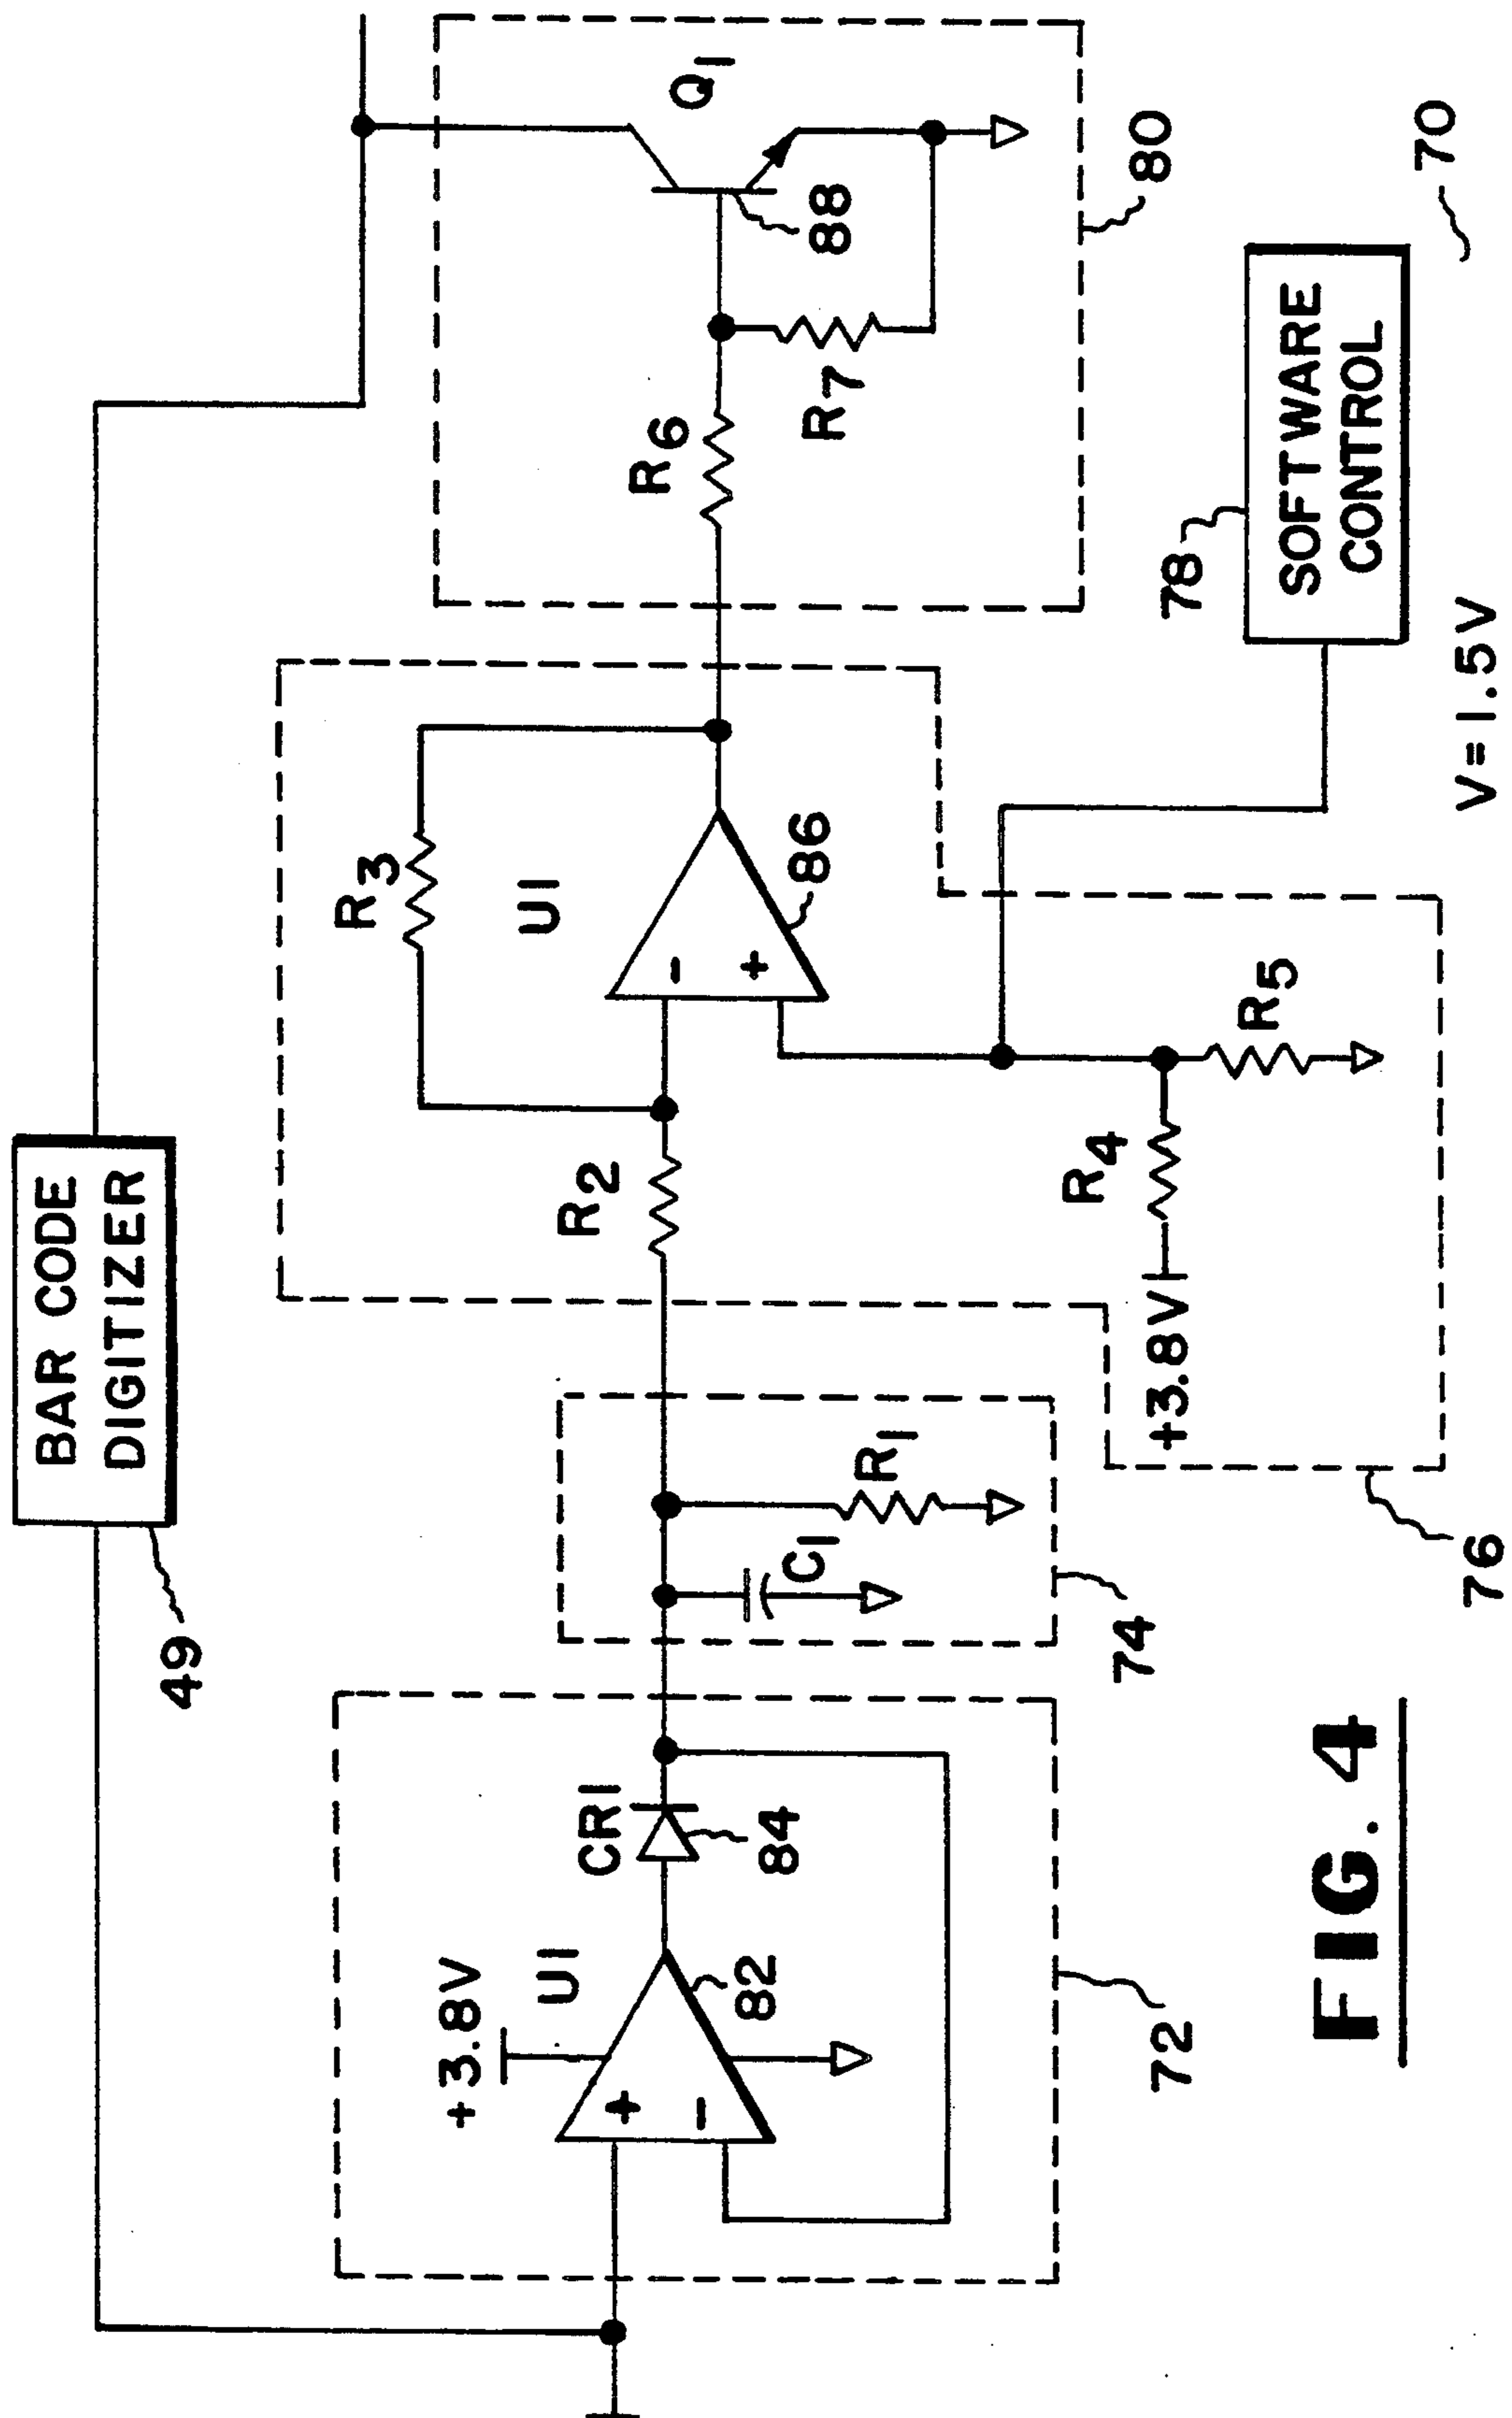 BAR CODE
DIGITIZER
49
+3.8V
U1
+
-
82
CR1
84
72
C1
R1
74
R2
R3
U1
-
+
86
R4
+3.8V
R5
76
R6
R7
Q1
88
80
78
SOFTWARE
CONTROL
V=1.5V
70
FIG. 4